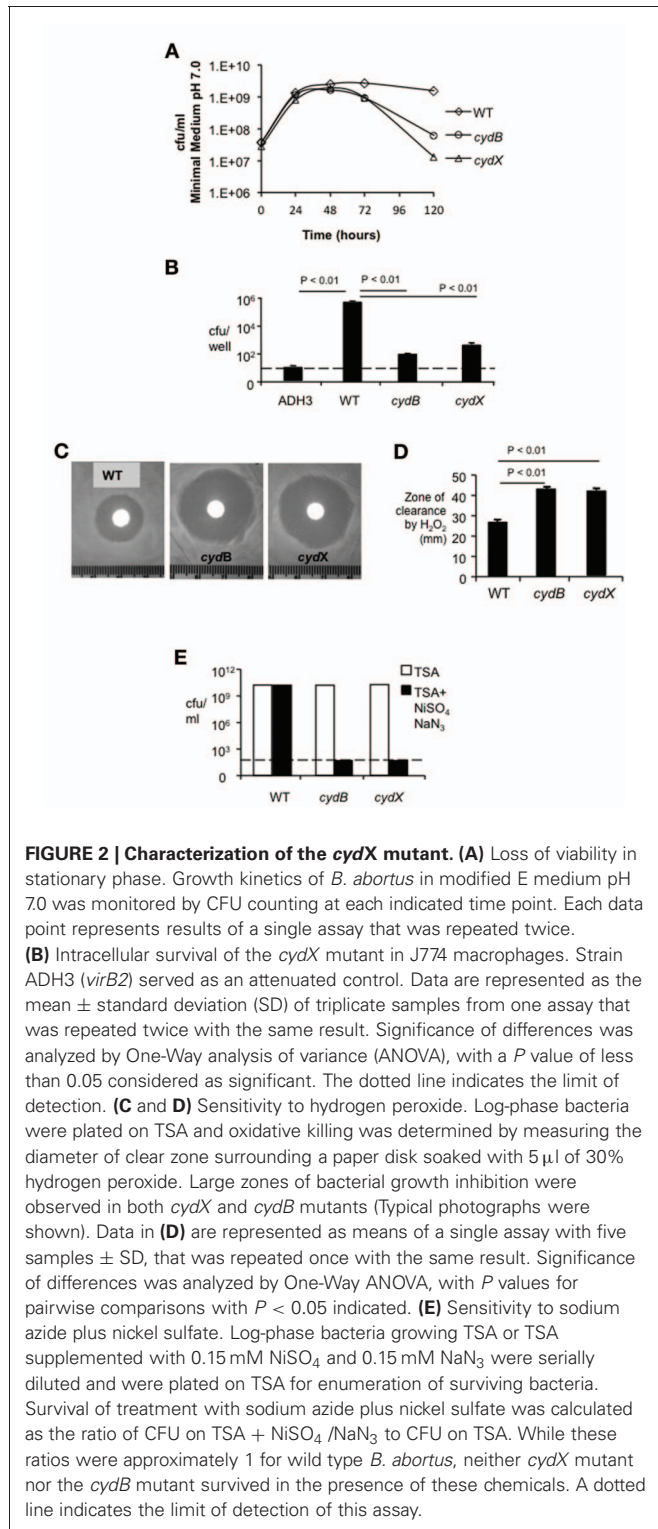 A
1.E+10
1.E+09
1.E+08
1.E+07
1.E+06
cfu/ml
Minimal Medium pH 7.0
0 24 48 72 96 120
Time (hours)
WT
cydB
cydX
B
P < 0.01 P < 0.01
P < 0.01
cfu/
well
10⁶
10⁴
10²
0
ADH3 WT cydB cydX
C
WT
cydB
cydX
D
P < 0.01
P < 0.01
Zone of
clearance
by H₂O₂
(mm)
50
40
30
20
10
0
WT cydB cydX
E
cfu/
ml
10¹²
10⁹
10⁶
10³
0
WT cydB cydX
TSA
TSA+
NiSO₄
NaN₃
FIGURE 2 | Characterization of the cydX mutant. (A) Loss of viability in
stationary phase. Growth kinetics of B. abortus in modified E medium pH
7.0 was monitored by CFU counting at each indicated time point. Each data
point represents results of a single assay that was repeated twice.
(B) Intracellular survival of the cydX mutant in J774 macrophages. Strain
ADH3 (virB2) served as an attenuated control. Data are represented as the
mean ± standard deviation (SD) of triplicate samples from one assay that
was repeated twice with the same result. Significance of differences was
analyzed by One-Way analysis of variance (ANOVA), with a P value of less
than 0.05 considered as significant. The dotted line indicates the limit of
detection. (C and D) Sensitivity to hydrogen peroxide. Log-phase bacteria
were plated on TSA and oxidative killing was determined by measuring the
diameter of clear zone surrounding a paper disk soaked with 5 μl of 30%
hydrogen peroxide. Large zones of bacterial growth inhibition were
observed in both cydX and cydB mutants (Typical photographs were
shown). Data in (D) are represented as means of a single assay with five
samples ± SD, that was repeated once with the same result. Significance
of differences was analyzed by One-Way ANOVA, with P values for
pairwise comparisons with P < 0.05 indicated. (E) Sensitivity to sodium
azide plus nickel sulfate. Log-phase bacteria growing TSA or TSA
supplemented with 0.15 mM NiSO₄ and 0.15 mM NaN₃ were serially
diluted and were plated on TSA for enumeration of surviving bacteria.
Survival of treatment with sodium azide plus nickel sulfate was calculated
as the ratio of CFU on TSA + NiSO₄ /NaN₃ to CFU on TSA. While these
ratios were approximately 1 for wild type B. abortus, neither cydX mutant
nor the cydB mutant survived in the presence of these chemicals. A dotted
line indicates the limit of detection of this assay.